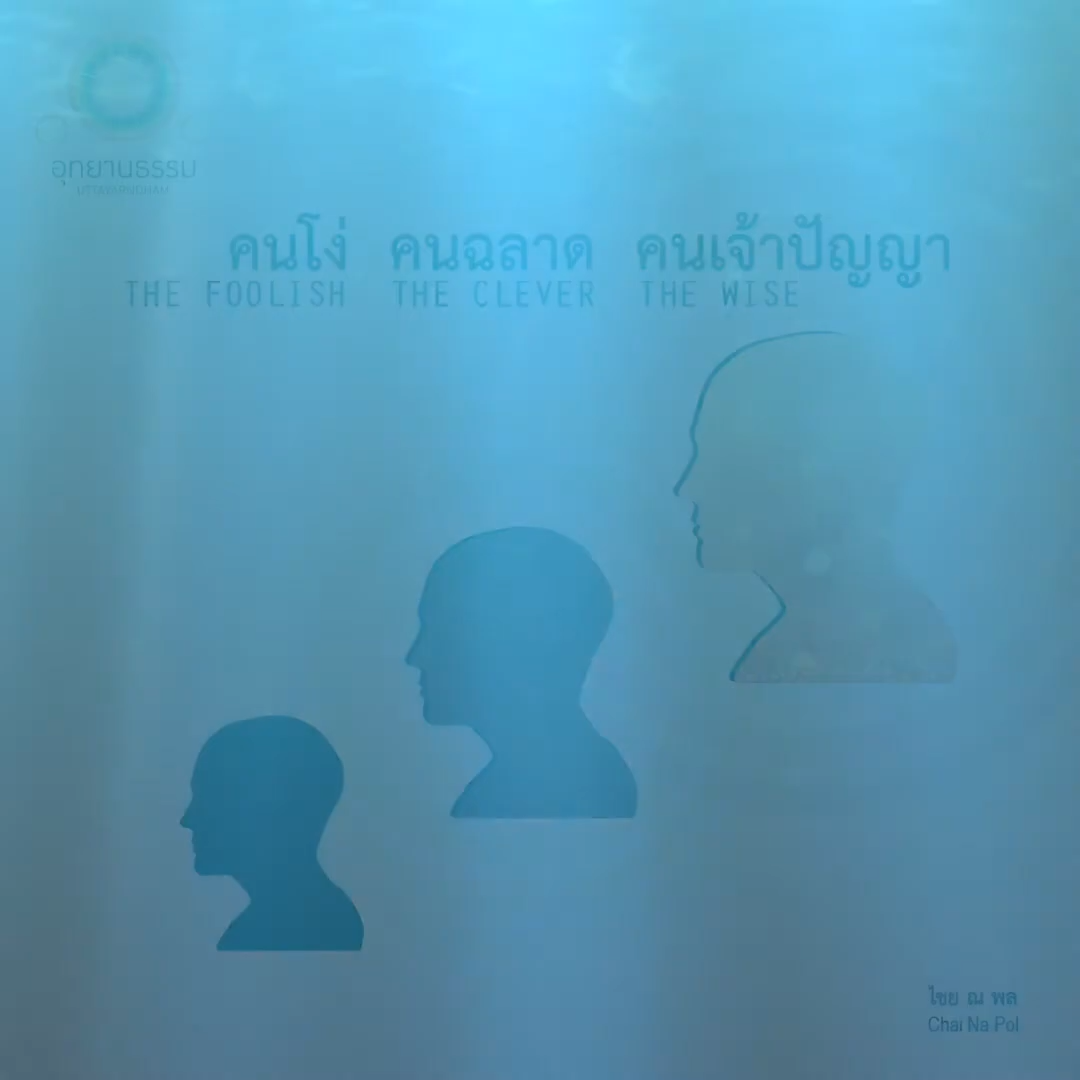 อุทยานธรรม
UTTAYARNDHAM
คนโง่ คนฉลาด คนเจ้าปัญญา
THE FOOLISH THE CLEVER THE WISE
ไชย ณ พล
Chai Na Pol